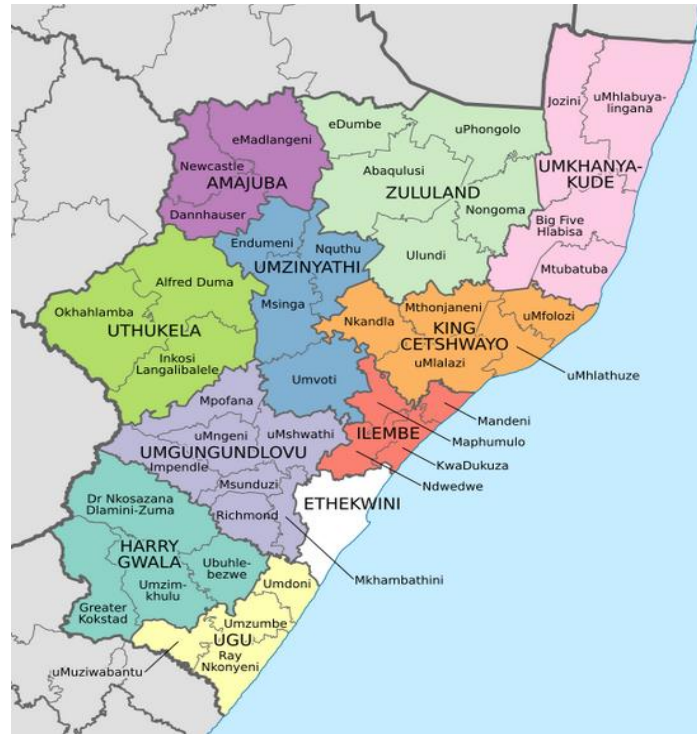 Jozini
uMhlabuya-
lingana
UMKHANYA-
KUDE
Big Five
Hlabisa
Mtubatuba
eDumbe
uPhongolo
Abaqulusi
ZULULAND
Nongoma
Ulundi
eMadlangeni
Newcastle
AMAJUBA
Dannhauser
Endumeni
Nquthu
UMZINYATHI
Msinga
Umvoti
Alfred Duma
Okhahlamba
UTHUKELA
Inkosi
Langalibalele
Nkandla
Mthonjaneni
uMfolozi
KING
CETSHWAYO
uMlalazi
uMhlathuze
Mandeni
Maphumulo
ILEMBE
KwaDukuza
Ndwedwe
Mpofana
uMngeni
uMshwathi
UMGUNGUNDLOVU
Impendle
Msunduzi
Richmond
Mkhambathini
ETHEKWINI
Dr Nkosazana
Dlamini-Zuma
HARRY
GWALA
Ubuhle-
bezwe
Umzim-
khulu
Greater
Kokstad
Umdoni
Umzumbe
UGU
Ray
Nkonyeni
uMuziwabantu